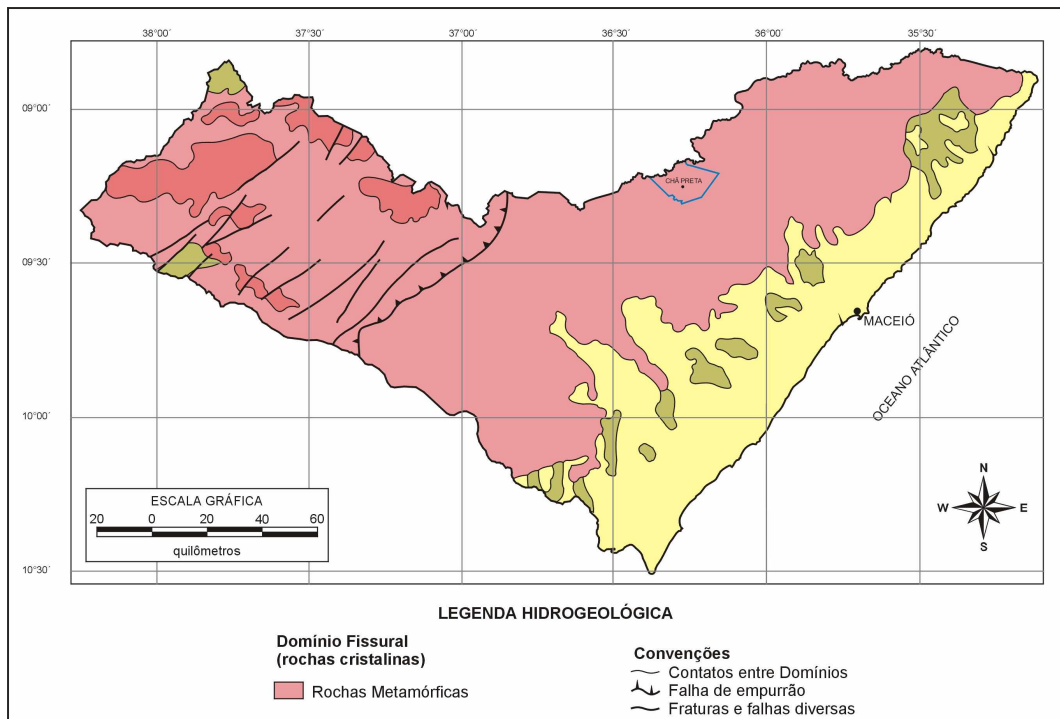 38°00´ 37°30´ 37°00´ 36°30´ 36°00´ 35°30´
09°00´
CHÃ PRETA
09°30´
MACEIÓ
OCEANO ATLÂNTICO
10°00´
N
W E
S
ESCALA GRÁFICA
20 0 20 40 60
quilômetros
10°30´
LEGENDA HIDROGEOLÓGICA
Domínio Fissural
(rochas cristalinas)
Rochas Metamórficas
Convenções
Contatos entre Domínios
Falha de empurrão
Fraturas e falhas diversas